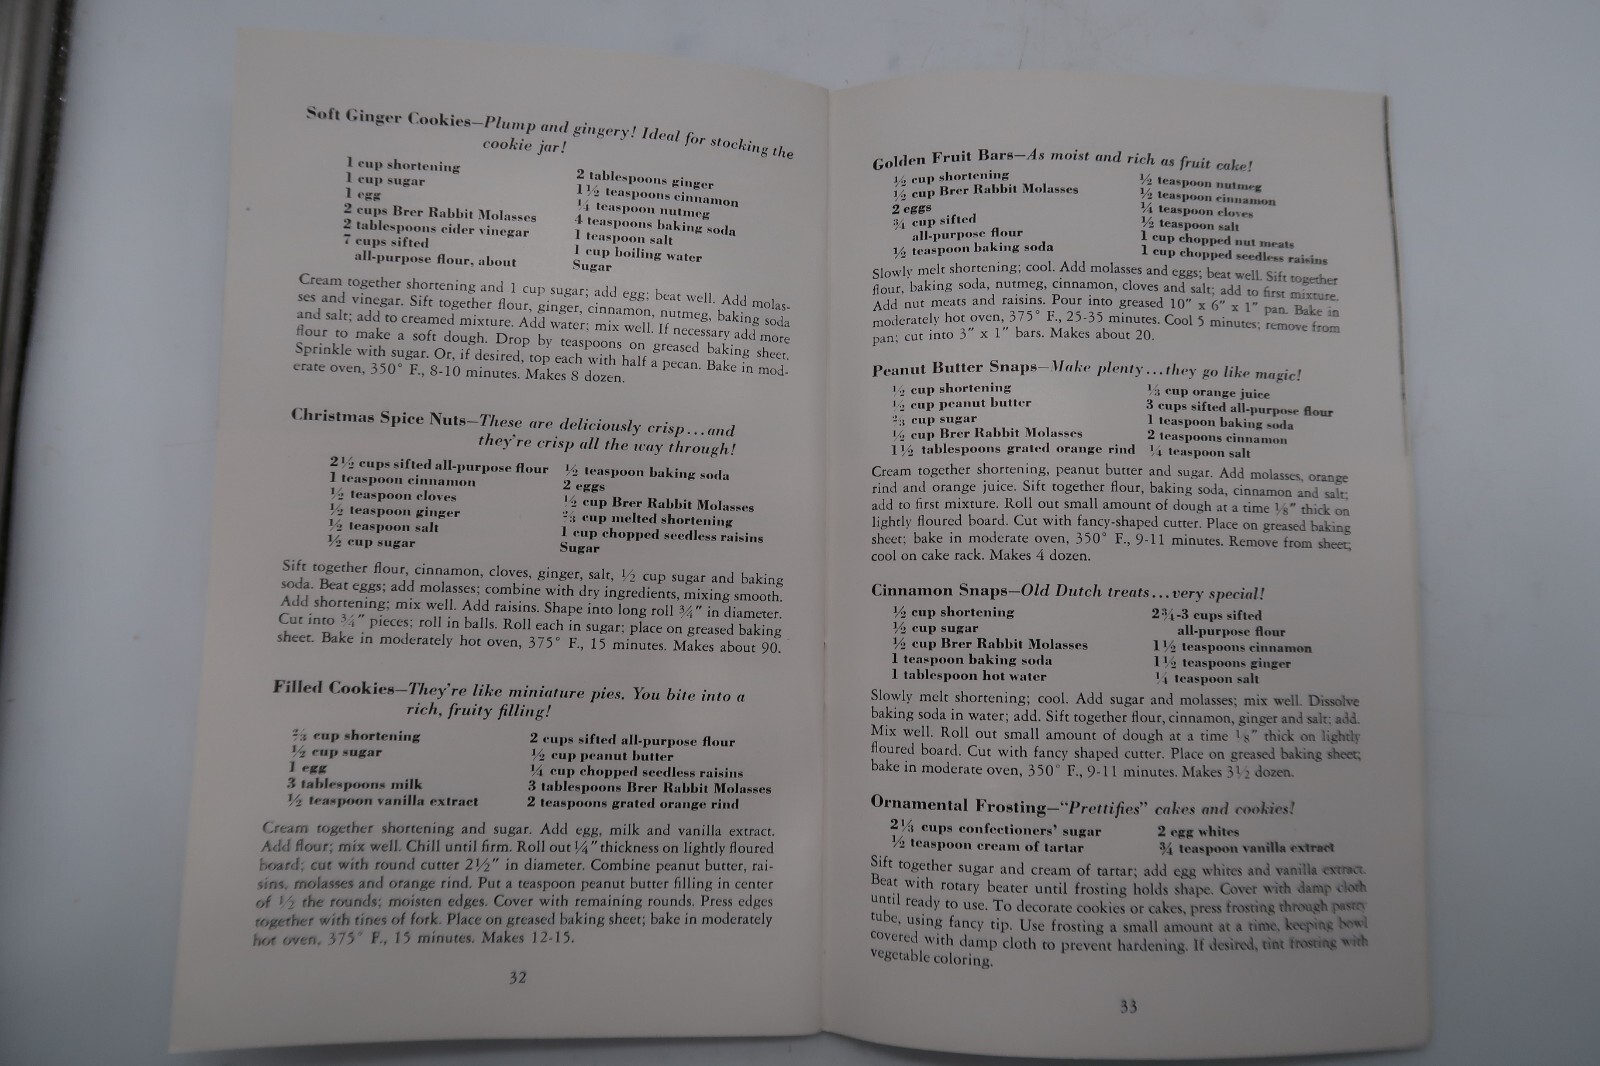 Soft Ginger Cookies—Plump and gingery! Ideal for stocking the
cookie jar!
1 cup shortening
1 cup sugar
1 egg
2 cups Brer Rabbit Molasses
2 tablespoons cider vinegar
7 cups sifted
all-purpose flour, about
2 tablespoons ginger
1½ teaspoons cinnamon
¼ teaspoon nutmeg
4 teaspoons baking soda
1 teaspoon salt
1 cup boiling water
Sugar
Cream together shortening and 1 cup sugar; add egg; beat well. Add molas-
ses and vinegar. Sift together flour, ginger, cinnamon, nutmeg, baking soda
and salt; add to creamed mixture. Add water; mix well. If necessary add more
flour to make a soft dough. Drop by teaspoons on greased baking sheet.
Sprinkle with sugar. Or, if desired, top each with half a pecan. Bake in mod-
erate oven, 350° F., 8-10 minutes. Makes 8 dozen.
Christmas Spice Nuts—These are deliciously crisp...and
they're crisp all the way through!
2½ cups sifted all-purpose flour
1 teaspoon cinnamon
½ teaspoon cloves
½ teaspoon ginger
½ teaspoon salt
½ cup sugar
½ teaspoon baking soda
2 eggs
½ cup Brer Rabbit Molasses
⅔ cup melted shortening
1 cup chopped seedless raisins
Sugar
Sift together flour, cinnamon, cloves, ginger, salt, ½ cup sugar and baking
soda. Beat eggs; add molasses; combine with dry ingredients, mixing smooth.
Add shortening; mix well. Add raisins. Shape into long roll ¾" in diameter.
Cut into ¾" pieces; roll in balls. Roll each in sugar; place on greased baking
sheet. Bake in moderately hot oven, 375° F., 15 minutes. Makes about 90.
Filled Cookies—They're like miniature pies. You bite into a
rich, fruity filling!
⅔ cup shortening
½ cup sugar
1 egg
3 tablespoons milk
½ teaspoon vanilla extract
2 cups sifted all-purpose flour
½ cup peanut butter
¼ cup chopped seedless raisins
3 tablespoons Brer Rabbit Molasses
2 teaspoons grated orange rind
Cream together shortening and sugar. Add egg, milk and vanilla extract.
Add flour; mix well. Chill until firm. Roll out ¼" thickness on lightly floured
board; cut with round cutter 2½" in diameter. Combine peanut butter, rai-
sins, molasses and orange rind. Put a teaspoon peanut butter filling in center
of ½ the rounds; moisten edges. Cover with remaining rounds. Press edges
together with tines of fork. Place on greased baking sheet; bake in moderately
hot oven, 375° F., 15 minutes. Makes 12-15.
32
Golden Fruit Bars—As moist and rich as fruit cake!
½ cup shortening
½ cup Brer Rabbit Molasses
2 eggs
¾ cup sifted
all-purpose flour
½ teaspoon baking soda
½ teaspoon nutmeg
½ teaspoon cinnamon
¼ teaspoon cloves
½ teaspoon salt
1 cup chopped nut meats
1 cup chopped seedless raisins
Slowly melt shortening; cool. Add molasses and eggs; beat well. Sift together
flour, baking soda, nutmeg, cinnamon, cloves and salt; add to first mixture.
Add nut meats and raisins. Pour into greased 10" x 6" x 1" pan. Bake in
moderately hot oven, 375° F., 25-35 minutes. Cool 5 minutes; remove from
pan; cut into 3" x 1" bars. Makes about 20.
Peanut Butter Snaps—Make plenty...they go like magic!
½ cup shortening
½ cup peanut butter
⅔ cup sugar
½ cup Brer Rabbit Molasses
1½ tablespoons grated orange rind
⅓ cup orange juice
3 cups sifted all-purpose flour
1 teaspoon baking soda
2 teaspoons cinnamon
¼ teaspoon salt
Cream together shortening, peanut butter and sugar. Add molasses, orange
rind and orange juice. Sift together flour, baking soda, cinnamon and salt;
add to first mixture. Roll out small amount of dough at a time ⅛" thick on
lightly floured board. Cut with fancy-shaped cutter. Place on greased baking
sheet; bake in moderate oven, 350° F., 9-11 minutes. Remove from sheet;
cool on cake rack. Makes 4 dozen.
Cinnamon Snaps—Old Dutch treats...very special!
½ cup shortening
½ cup sugar
½ cup Brer Rabbit Molasses
1 teaspoon baking soda
1 tablespoon hot water
2¾-3 cups sifted
all-purpose flour
1½ teaspoons cinnamon
1½ teaspoons ginger
¼ teaspoon salt
Slowly melt shortening; cool. Add sugar and molasses; mix well. Dissolve
baking soda in water; add. Sift together flour, cinnamon, ginger and salt; add.
Mix well. Roll out small amount of dough at a time ⅛" thick on lightly
floured board. Cut with fancy shaped cutter. Place on greased baking sheet;
bake in moderate oven, 350° F., 9-11 minutes. Makes 3½ dozen.
Ornamental Frosting—"Prettifies" cakes and cookies!
2⅓ cups confectioners' sugar
½ teaspoon cream of tartar
2 egg whites
¾ teaspoon vanilla extract
Sift together sugar and cream of tartar; add egg whites and vanilla extract.
Beat with rotary beater until frosting holds shape. Cover with damp cloth
until ready to use. To decorate cookies or cakes, press frosting through pastry
tube, using fancy tip. Use frosting a small amount at a time, keeping bowl
covered with damp cloth to prevent hardening. If desired, tint frosting with
vegetable coloring.
33